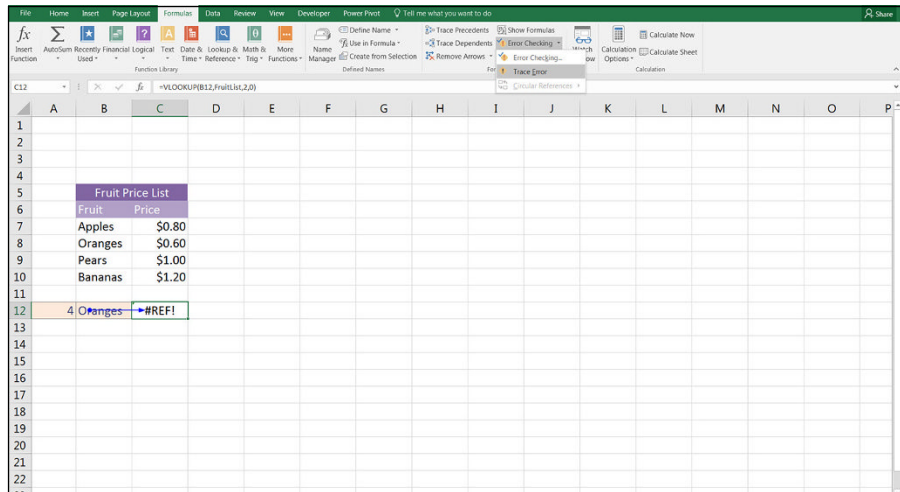 File Home Insert Page Layout Formulas Data Review View Developer Power Pivot Tell me what you want to do Share
fx Σ ? A θ
Insert Function
AutoSum
Recently Used
Financial
Logical
Text
Date & Time
Lookup & Reference
Math & Trig
More Functions
Function Library
Name Manager
Define Name
Use in Formula
Create from Selection
Defined Names
Trace Precedents
Trace Dependents
Remove Arrows
Show Formulas
Error Checking
Error Checking...
Trace Error
Circular References
Calculation Options
Calculate Now
Calculate Sheet
Calculation
C12 fx =VLOOKUP(B12,FruitList,2,0)
A B C D E F G H I J K L M N O P
1
2
3
4
5 Fruit Price List
6 Fruit Price
7 Apples $0.80
8 Oranges $0.60
9 Pears $1.00
10 Bananas $1.20
11
12 4 Oranges #REF!
13
14
15
16
17
18
19
20
21
22